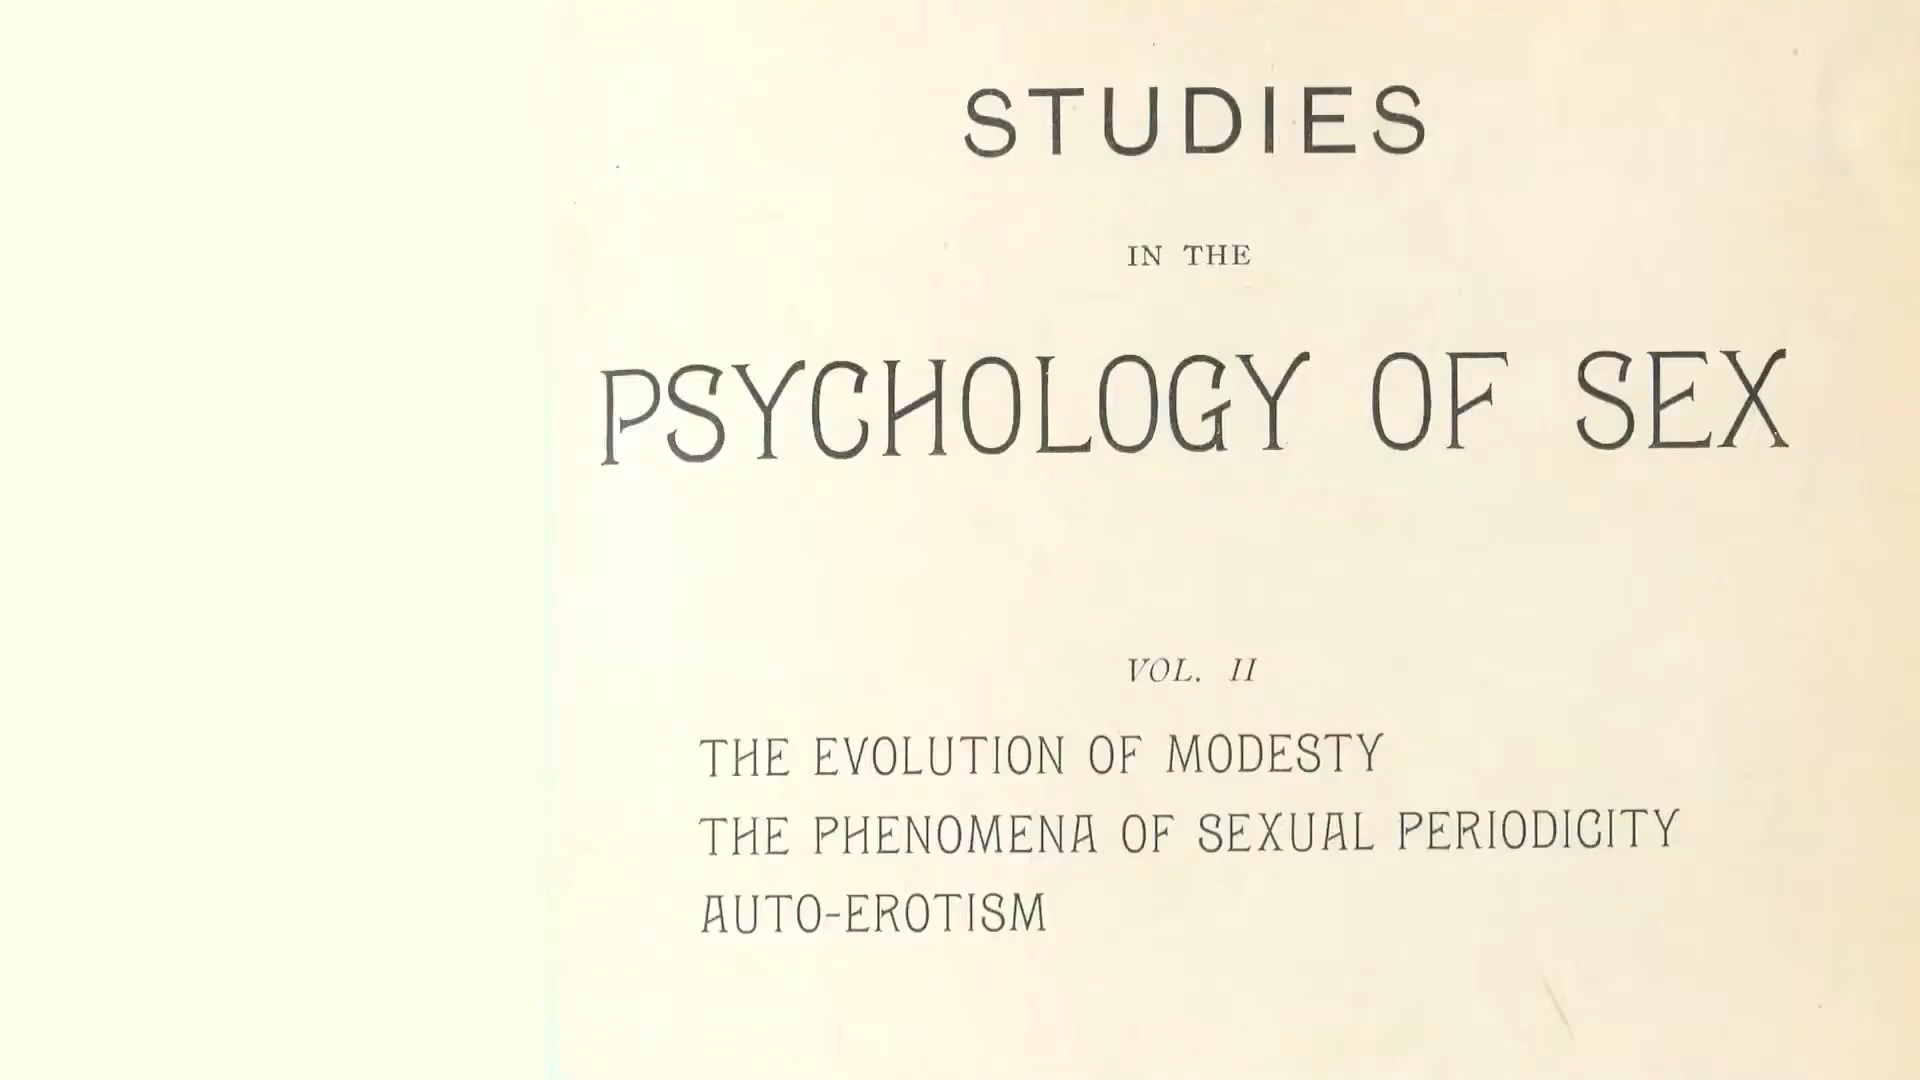 STUDIES
IN THE
PSYCHOLOGY OF SEX
VOL. II
THE EVOLUTION OF MODESTY
THE PHENOMENA OF SEXUAL PERIODICITY
AUTO-EROTISM